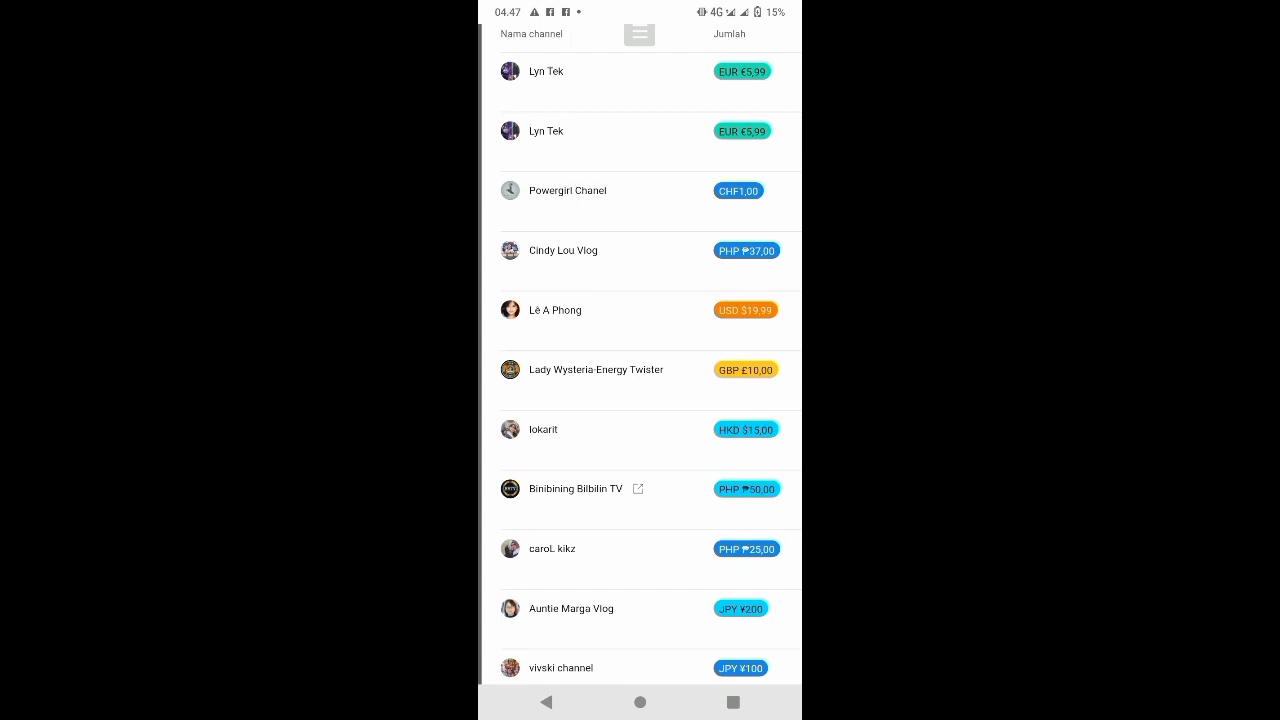 04.47 4G 15%
Nama channel Jumlah
Lyn Tek EUR €5,99
Lyn Tek EUR €5,99
Powergirl Chanel CHF1,00
Cindy Lou Vlog PHP ₱37,00
Lê A Phong USD $19,99
Lady Wysteria-Energy Twister GBP £10,00
lokarit HKD $15,00
Binibining Bilbilin TV PHP ₱50,00
caroL kikz PHP ₱25,00
Auntie Marga Vlog JPY ¥200
vivski channel JPY ¥100